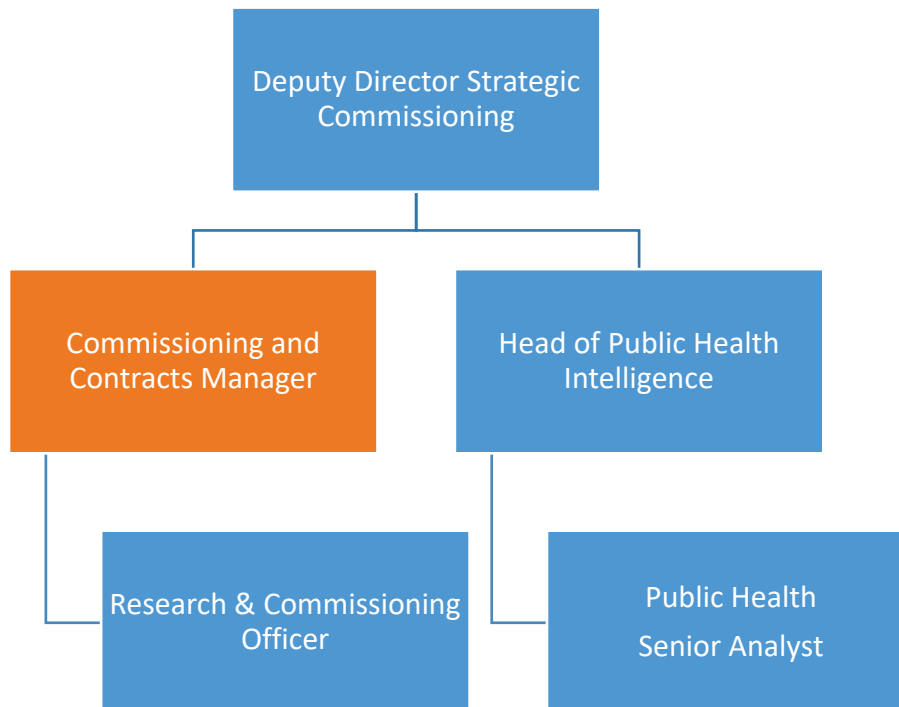 Deputy Director Strategic
Commissioning
Commissioning and
Contracts Manager
Head of Public Health
Intelligence
Research & Commissioning
Officer
Public Health
Senior Analyst